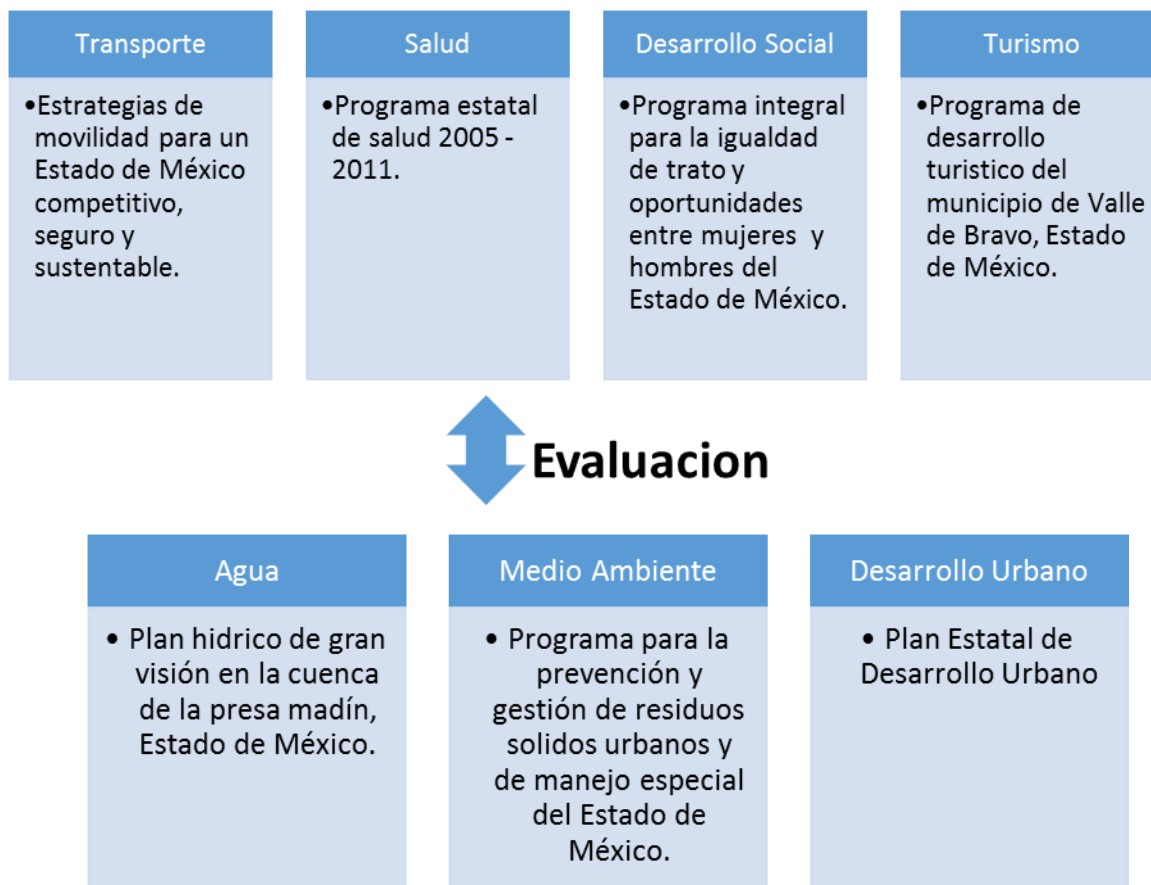 Transporte
•Estrategias de
movilidad para un
Estado de México
competitivo,
seguro y
sustentable.
Salud
•Programa estatal
de salud 2005 -
2011.
Desarrollo Social
•Programa integral
para la igualdad
de trato y
oportunidades
entre mujeres y
hombres del
Estado de México.
Turismo
•Programa de
desarrollo
turistico del
municipio de Valle
de Bravo, Estado
de México.
Evaluacion
Agua
• Plan hidrico de gran
visión en la cuenca
de la presa madín,
Estado de México.
Medio Ambiente
• Programa para la
prevención y
gestión de residuos
solidos urbanos y
de manejo especial
del Estado de
México.
Desarrollo Urbano
• Plan Estatal de
Desarrollo Urbano